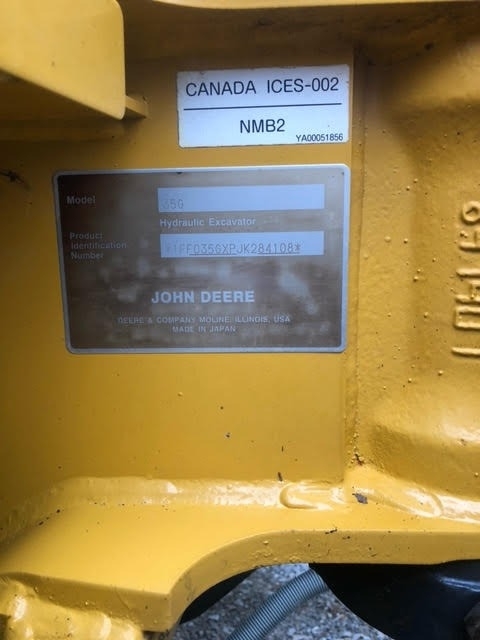 CANADA ICES-002
NMB2
YA00051856
Model 35G
Hydraulic Excavator
Product
Identification
Number
*1FF035GXPJK284108*
JOHN DEERE
DEERE & COMPANY MOLINE, ILLINOIS, USA
MADE IN JAPAN